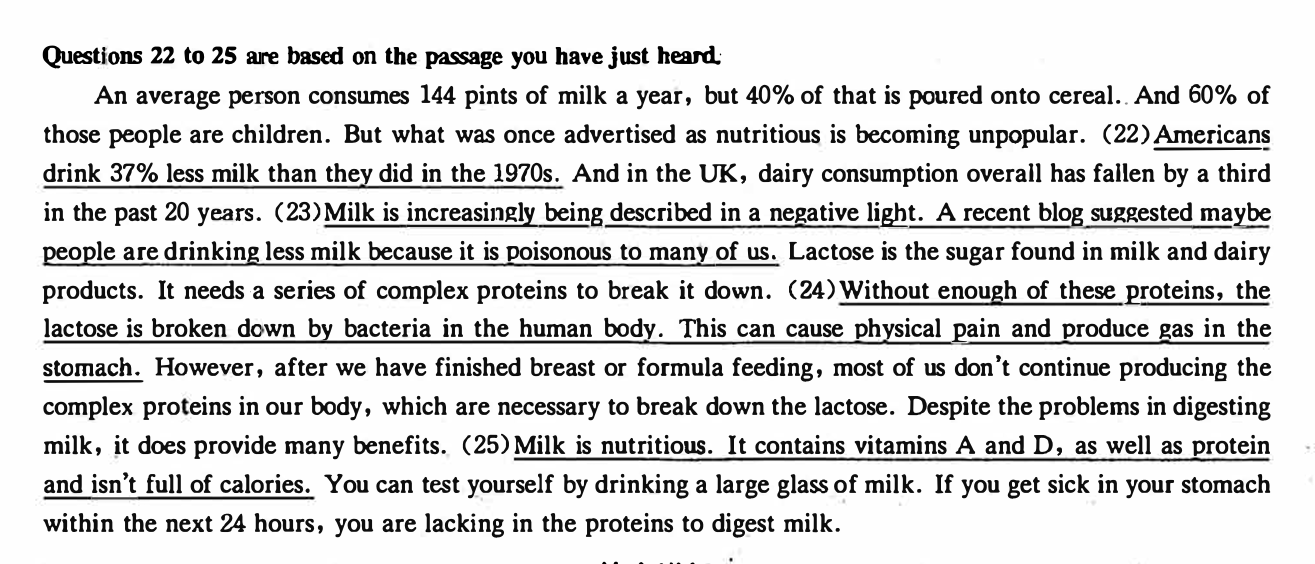 Questions 22 to 25 are based on the passage you have just heard.
An average person consumes 144 pints of milk a year, but 40% of that is poured onto cereal. And 60% of
those people are children. But what was once advertised as nutritious is becoming unpopular. (22)Americans
drink 37% less milk than they did in the 1970s. And in the UK, dairy consumption overall has fallen by a third
in the past 20 years. (23)Milk is increasingly being described in a negative light. A recent blog suggested maybe
people are drinking less milk because it is poisonous to many of us. Lactose is the sugar found in milk and dairy
products. It needs a series of complex proteins to break it down. (24)Without enough of these proteins, the
lactose is broken down by bacteria in the human body. This can cause physical pain and produce gas in the
stomach. However, after we have finished breast or formula feeding, most of us don't continue producing the
complex proteins in our body, which are necessary to break down the lactose. Despite the problems in digesting
milk, it does provide many benefits. (25)Milk is nutritious. It contains vitamins A and D, as well as protein
and isn't full of calories. You can test yourself by drinking a large glass of milk. If you get sick in your stomach
within the next 24 hours, you are lacking in the proteins to digest milk.